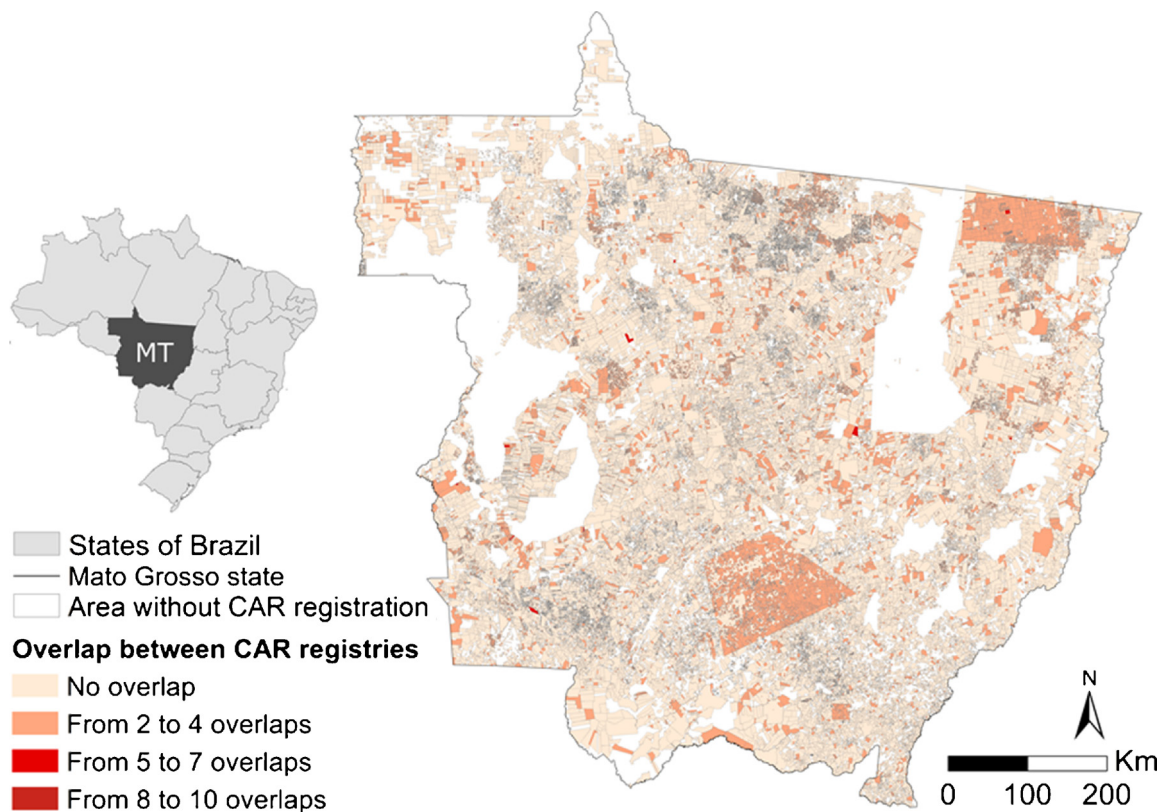 MT
States of Brazil
Mato Grosso state
Area without CAR registration
Overlap between CAR registries
No overlap
From 2 to 4 overlaps
From 5 to 7 overlaps
From 8 to 10 overlaps
N
Km
0 100 200